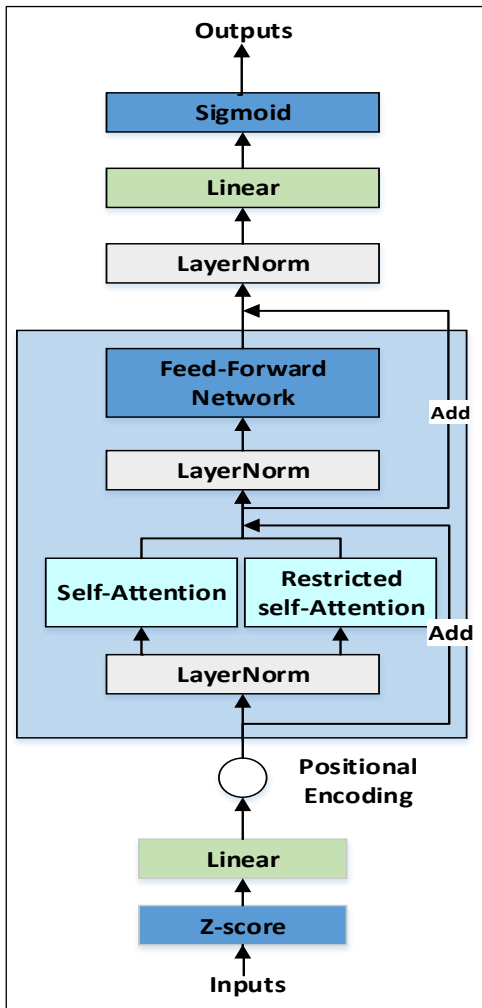 Outputs
Sigmoid
Linear
LayerNorm
Feed-Forward
Network
Add
LayerNorm
Self-Attention
Restricted
self-Attention
Add
LayerNorm
Positional
Encoding
Linear
Z-score
Inputs